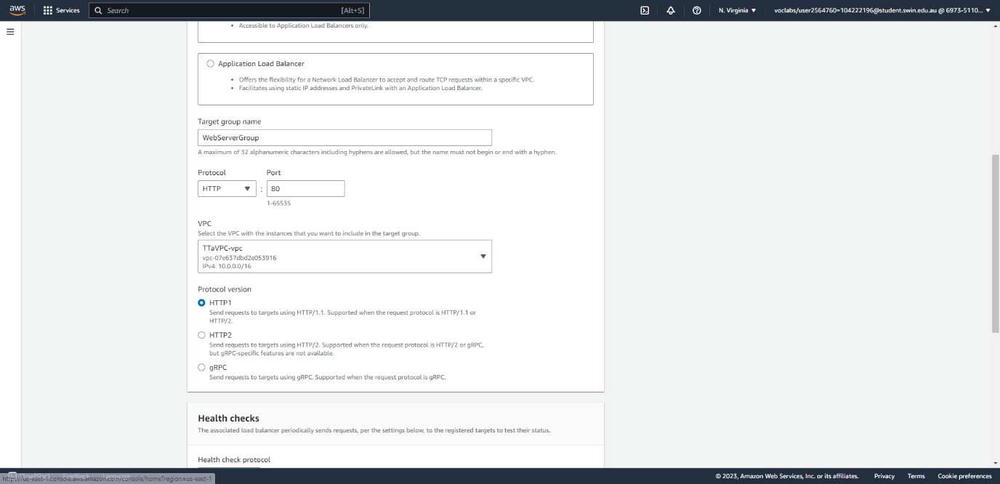 aws
Services
Search
[Alt+S]
N. Virginia
voclabs/user2564760=104222196@student.swin.edu.au @ 6973-5110...
Accessible to Application Load Balancers only.
Application Load Balancer
Offers the flexibility for a Network Load Balancer to accept and route TCP requests within a specific VPC.
Facilitates using static IP addresses and PrivateLink with an Application Load Balancer.
Target group name
WebServerGroup
A maximum of 32 alphanumeric characters including hyphens are allowed, but the name must not begin or end with a hyphen.
Protocol
Port
HTTP
:
80
1-65535
VPC
Select the VPC with the instances that you want to include in the target group.
TTaVPC-vpc
vpc-07e637dbd2e053916
IPv4: 10.0.0.0/16
Protocol version
HTTP1
Send requests to targets using HTTP/1.1. Supported when the request protocol is HTTP/1.1 or
HTTP/2.
HTTP2
Send requests to targets using HTTP/2. Supported when the request protocol is HTTP/2 or gRPC,
but gRPC-specific features are not available.
gRPC
Send requests to targets using gRPC. Supported when the request protocol is gRPC.
Health checks
The associated load balancer periodically sends requests, per the settings below, to the registered targets to test their status.
Health check protocol
https://us-east-1.console.aws.amazon.com/console/home?region=us-east-1
© 2023, Amazon Web Services, Inc. or its affiliates.
Privacy
Terms
Cookie preferences